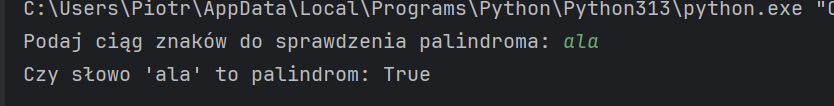 C:\Users\Piotr\AppData\Local\Programs\Python\Python313\python.exe "C
Podaj ciąg znaków do sprawdzenia palindroma: ala
Czy słowo 'ala' to palindrom: True